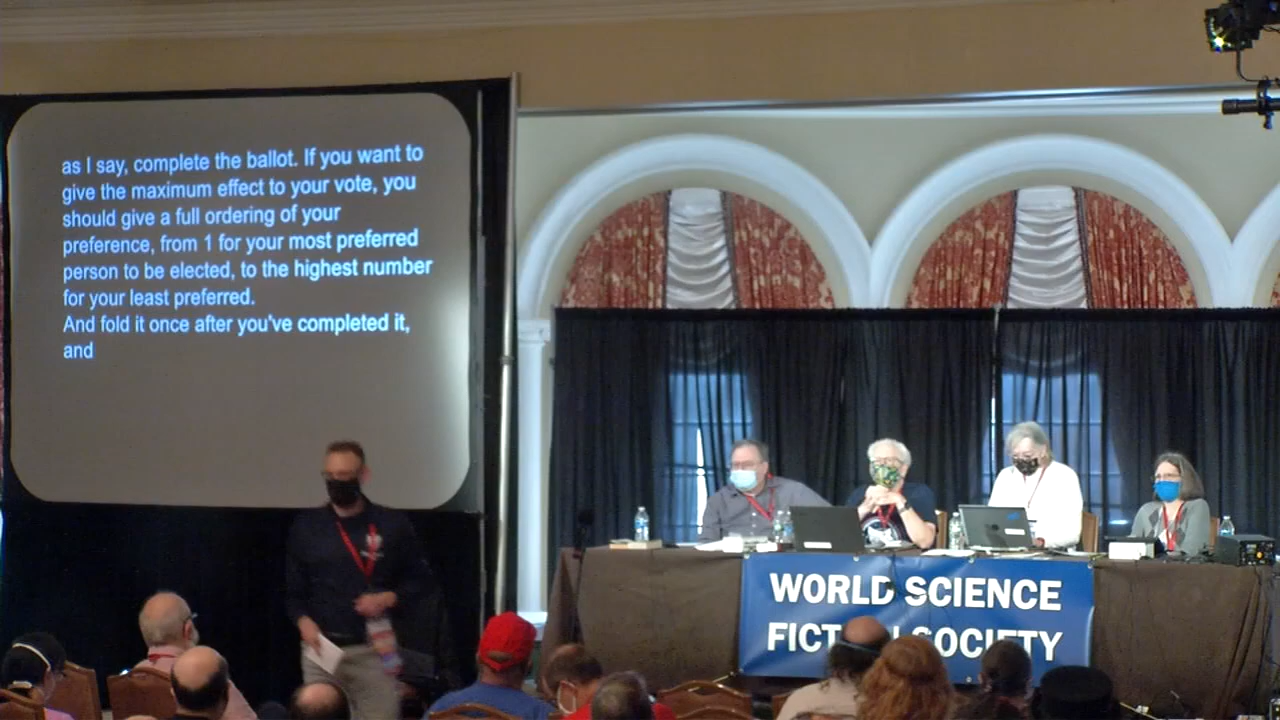 as I say, complete the ballot. If you want to
give the maximum effect to your vote, you
should give a full ordering of your
preference, from 1 for your most preferred
person to be elected, to the highest number
for your least preferred.
And fold it once after you've completed it,
and
WORLD SCIENCE
FICTION SOCIETY